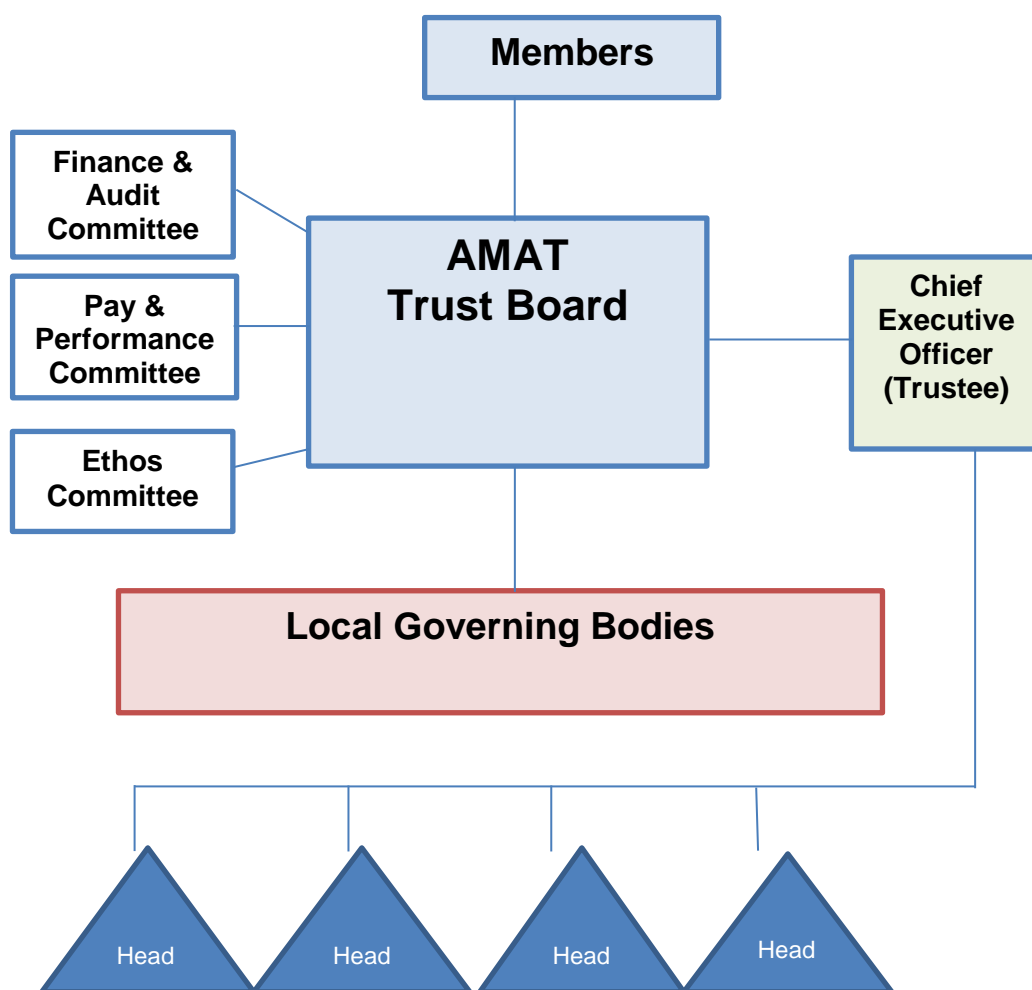 Members
Finance &
Audit
Committee
AMAT
Trust Board
Pay &
Performance
Committee
Chief
Executive
Officer
(Trustee)
Ethos
Committee
Local Governing Bodies
Head
Head
Head
Head